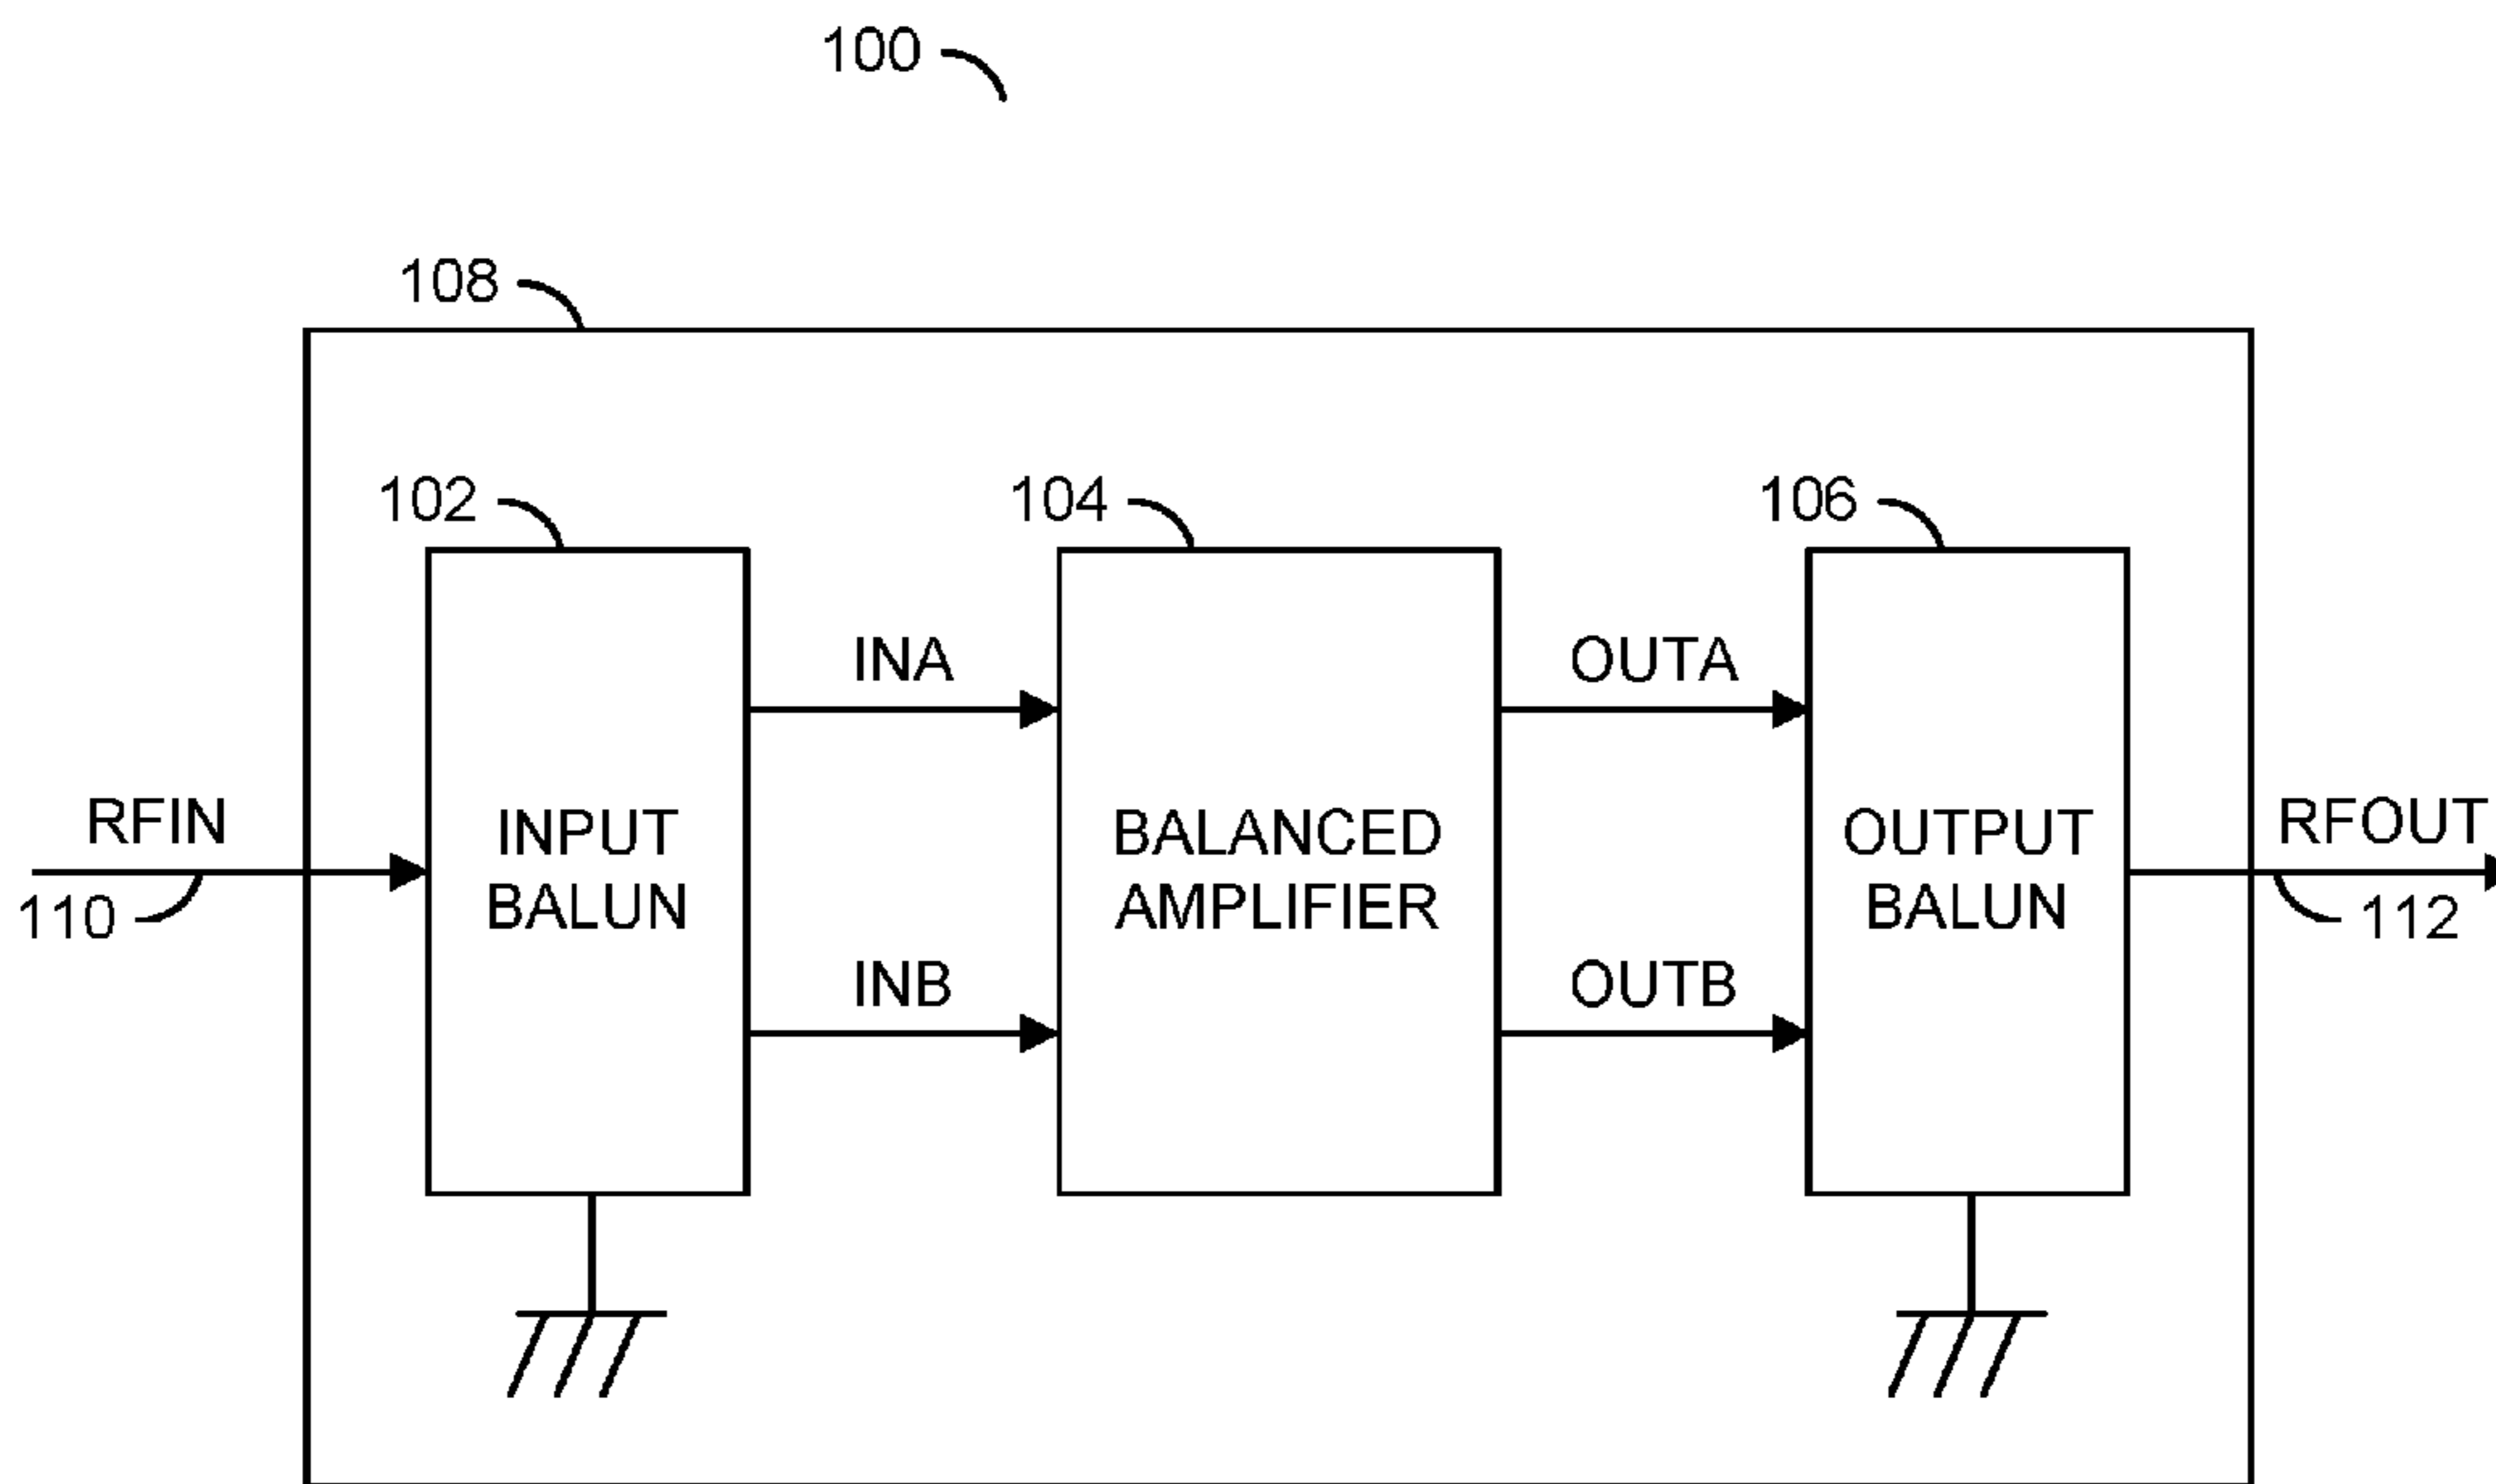 100
108
102
104
106
INA
OUTA
RFIN
INPUT
BALUN
BALANCED
AMPLIFIER
OUTPUT
BALUN
RFOUT
110
112
INB
OUTB